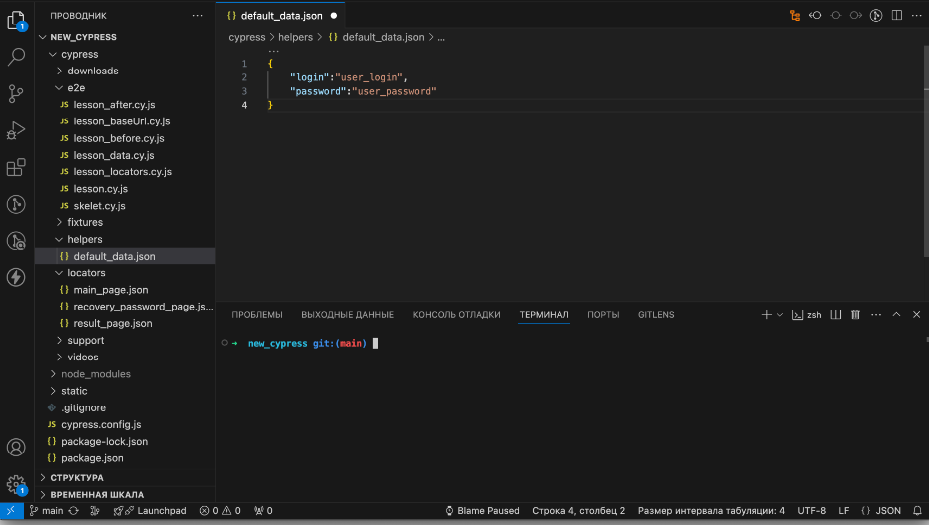 ПРОВОДНИК
NEW_CYPRESS
cypress
downloads
e2e
JS lesson_after.cy.js
JS lesson_baseUrl.cy.js
JS lesson_before.cy.js
JS lesson_data.cy.js
JS lesson_locators.cy.js
JS lesson.cy.js
JS skelet.cy.js
fixtures
helpers
{} default_data.json
locators
{} main_page.json
{} recovery_password_page.js...
{} result_page.json
support
videos
node_modules
static
.gitignore
JS cypress.config.js
{} package-lock.json
{} package.json
СТРУКТУРА
ВРЕМЕННАЯ ШКАЛА
1
1
{} default_data.json
cypress > helpers > {} default_data.json > ...
...
1 {
2 "login":"user_login",
3 "password":"user_password"
4 }
ПРОБЛЕМЫ ВЫХОДНЫЕ ДАННЫЕ КОНСОЛЬ ОТЛАДКИ ТЕРМИНАЛ ПОРТЫ GITLENS
zsh
→ new_cypress git:(main)
main Launchpad 0 0 0 Blame Paused Строка 4, столбец 2 Размер интервала табуляции: 4 UTF-8 LF {} JSON